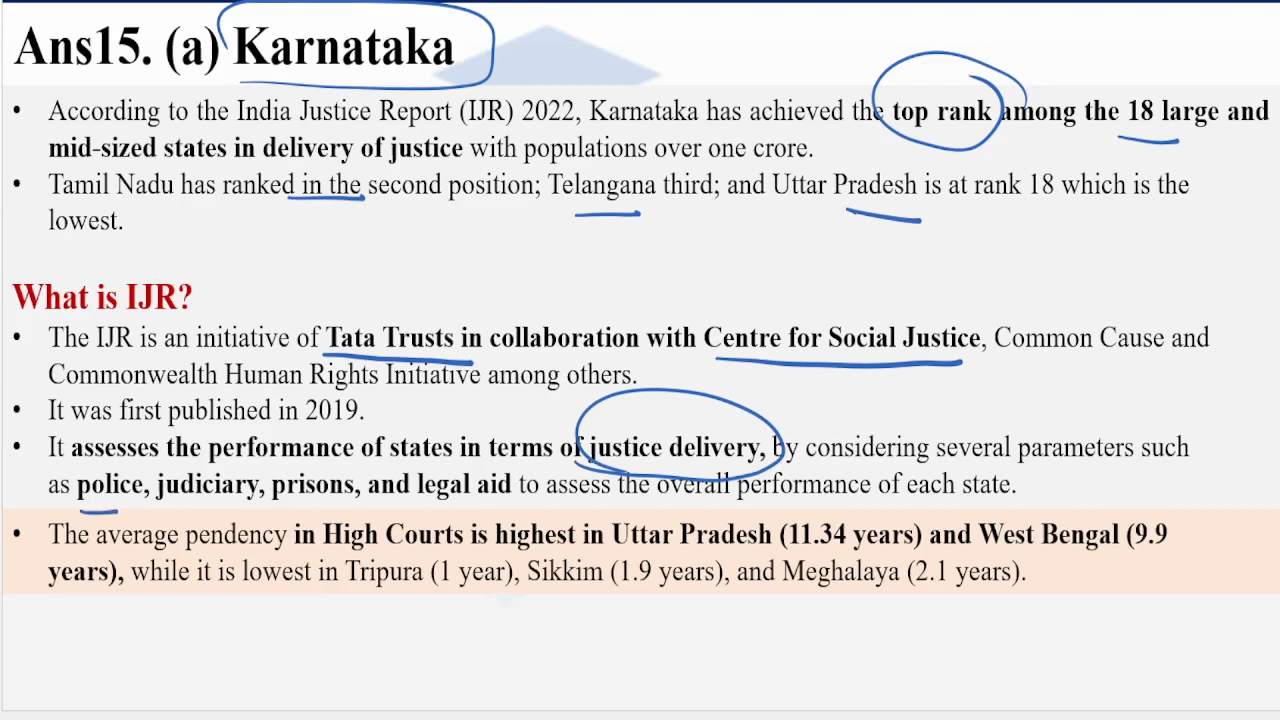 Ans15. (a) Karnataka
• According to the India Justice Report (IJR) 2022, Karnataka has achieved the top rank among the 18 large and
mid-sized states in delivery of justice with populations over one crore.
• Tamil Nadu has ranked in the second position; Telangana third; and Uttar Pradesh is at rank 18 which is the
lowest.
What is IJR?
• The IJR is an initiative of Tata Trusts in collaboration with Centre for Social Justice, Common Cause and
Commonwealth Human Rights Initiative among others.
• It was first published in 2019.
• It assesses the performance of states in terms of justice delivery, by considering several parameters such
as police, judiciary, prisons, and legal aid to assess the overall performance of each state.
• The average pendency in High Courts is highest in Uttar Pradesh (11.34 years) and West Bengal (9.9
years), while it is lowest in Tripura (1 year), Sikkim (1.9 years), and Meghalaya (2.1 years).